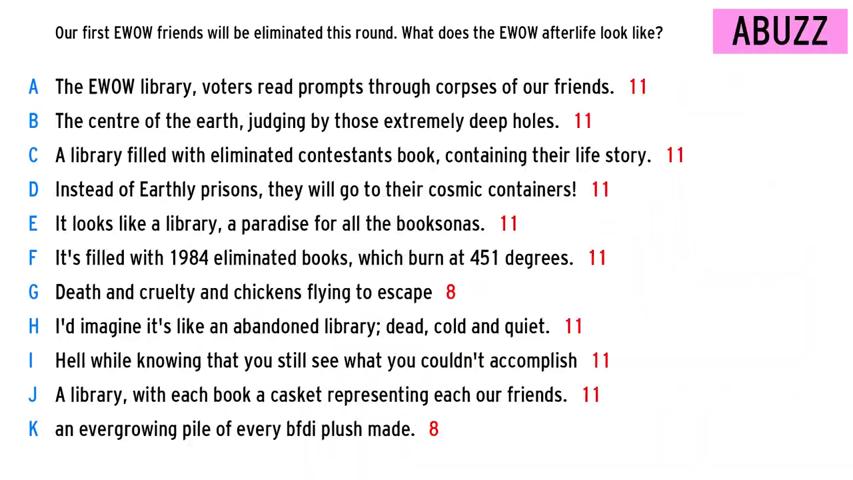 Our first EWOW friends will be eliminated this round. What does the EWOW afterlife look like?
ABUZZ
A The EWOW library, voters read prompts through corpses of our friends. 11
B The centre of the earth, judging by those extremely deep holes. 11
C A library filled with eliminated contestants book, containing their life story. 11
D Instead of Earthly prisons, they will go to their cosmic containers! 11
E It looks like a library, a paradise for all the booksonas. 11
F It's filled with 1984 eliminated books, which burn at 451 degrees. 11
G Death and cruelty and chickens flying to escape 8
H I'd imagine it's like an abandoned library; dead, cold and quiet. 11
I Hell while knowing that you still see what you couldn't accomplish 11
J A library, with each book a casket representing each our friends. 11
K an evergrowing pile of every bfdi plush made. 8